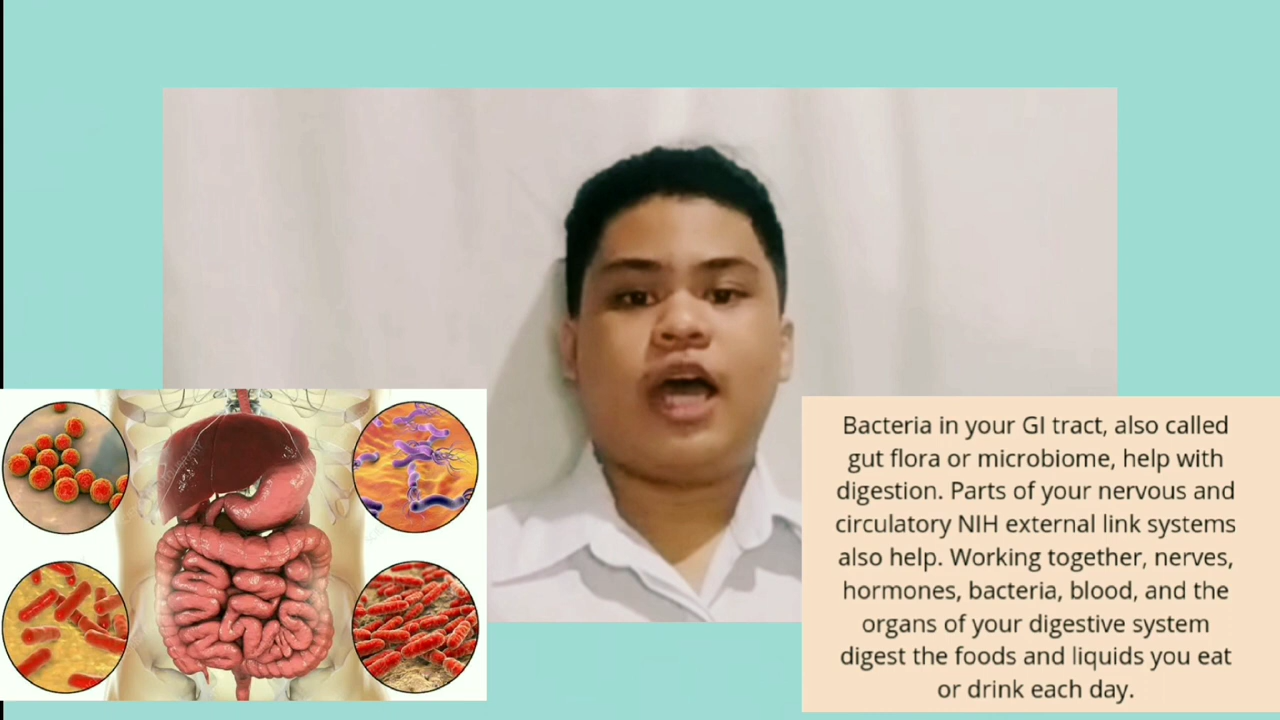 Bacteria in your GI tract, also called
gut flora or microbiome, help with
digestion. Parts of your nervous and
circulatory NIH external link systems
also help. Working together, nerves,
hormones, bacteria, blood, and the
organs of your digestive system
digest the foods and liquids you eat
or drink each day.